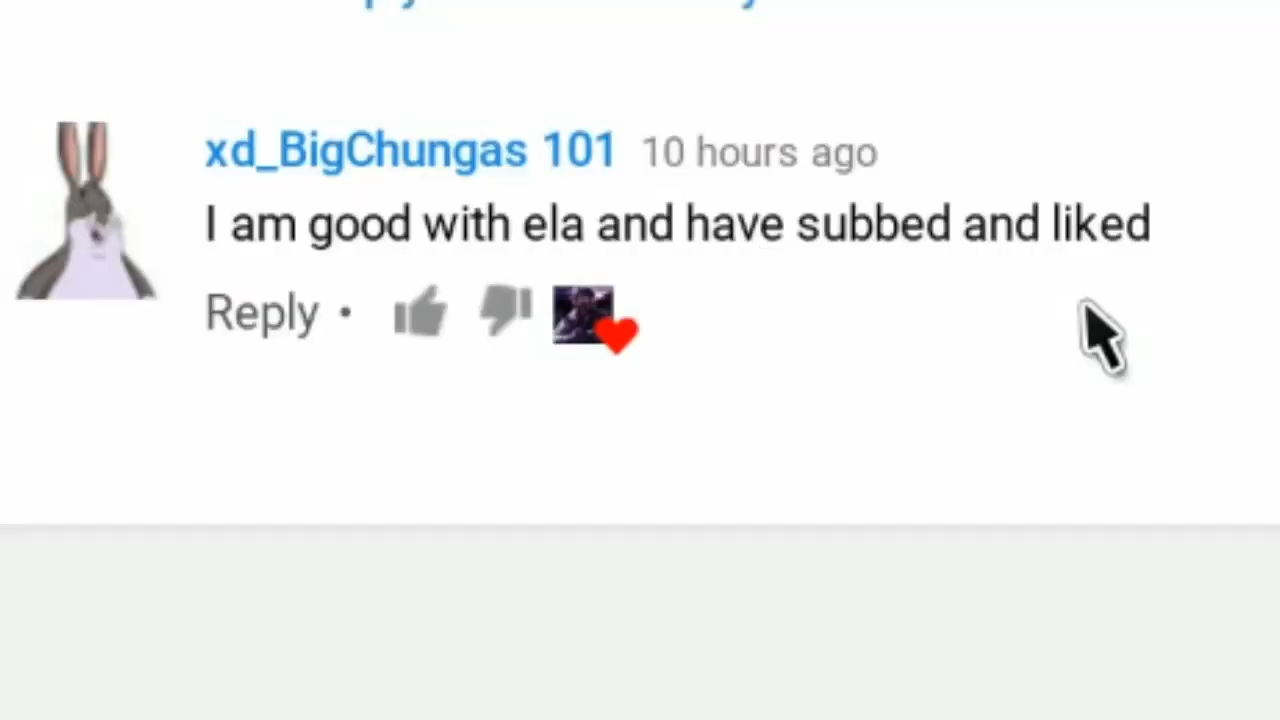 xd_BigChungas 101 10 hours ago
I am good with ela and have subbed and liked
Reply •